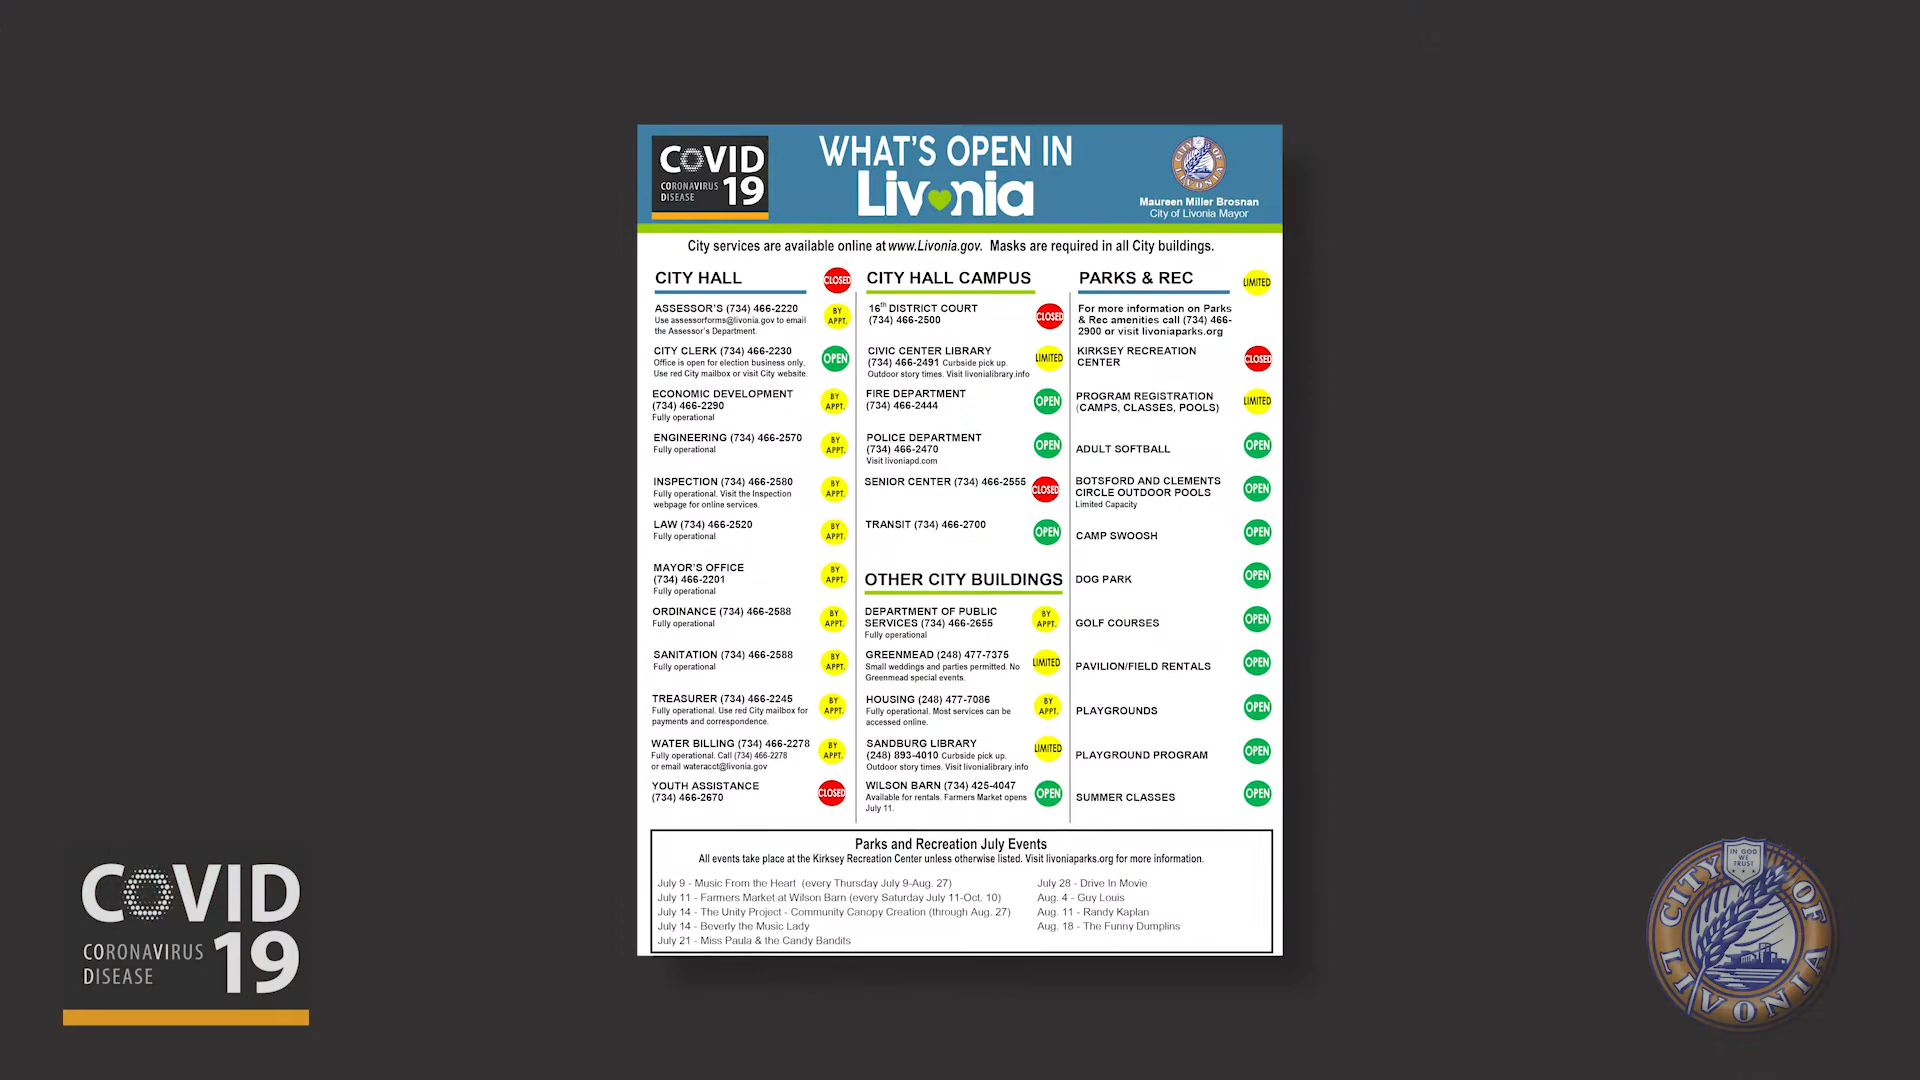 COVID
CORONAVIRUS
DISEASE 19
WHAT'S OPEN IN
Livonia
CITY OF LIVONIA
Maureen Miller Brosnan
City of Livonia Mayor
City services are available online at www.Livonia.gov. Masks are required in all City buildings.
CITY HALL CLOSED
ASSESSOR'S (734) 466-2220
Use assessorforms@livonia.gov to email
the Assessor's Department.
BY
APPT.
CITY CLERK (734) 466-2230
Office is open for election business only.
Use red City mailbox or visit City website.
OPEN
ECONOMIC DEVELOPMENT
(734) 466-2290
Fully operational
BY
APPT.
ENGINEERING (734) 466-2570
Fully operational
BY
APPT.
INSPECTION (734) 466-2580
Fully operational. Visit the Inspection
webpage for online services.
BY
APPT.
LAW (734) 466-2520
Fully operational
BY
APPT.
MAYOR'S OFFICE
(734) 466-2201
Fully operational
BY
APPT.
ORDINANCE (734) 466-2588
Fully operational
BY
APPT.
SANITATION (734) 466-2588
Fully operational
BY
APPT.
TREASURER (734) 466-2245
Fully operational. Use red City mailbox for
payments and correspondence.
BY
APPT.
WATER BILLING (734) 466-2278
Fully operational. Call (734) 466-2278
or email wateracct@livonia.gov
BY
APPT.
YOUTH ASSISTANCE
(734) 466-2670
CLOSED
CITY HALL CAMPUS
16th DISTRICT COURT
(734) 466-2500
CLOSED
CIVIC CENTER LIBRARY
(734) 466-2491 Curbside pick up.
Outdoor story times. Visit livonialibrary.info
LIMITED
FIRE DEPARTMENT
(734) 466-2444
OPEN
POLICE DEPARTMENT
(734) 466-2470
Visit livoniapd.com
OPEN
SENIOR CENTER (734) 466-2555
CLOSED
TRANSIT (734) 466-2700
OPEN
OTHER CITY BUILDINGS
DEPARTMENT OF PUBLIC
SERVICES (734) 466-2655
Fully operational
BY
APPT.
GREENMEAD (248) 477-7375
Small weddings and parties permitted. No
Greenmead special events.
LIMITED
HOUSING (248) 477-7086
Fully operational. Most services can be
accessed online.
BY
APPT.
SANDBURG LIBRARY
(248) 893-4010 Curbside pick up.
Outdoor story times. Visit livonialibrary.info
LIMITED
WILSON BARN (734) 425-4047
Available for rentals. Farmers Market opens
July 11.
OPEN
PARKS & REC LIMITED
For more information on Parks
& Rec amenities call (734) 466-
2900 or visit livoniaparks.org
KIRKSEY RECREATION
CENTER
CLOSED
PROGRAM REGISTRATION
(CAMPS, CLASSES, POOLS)
LIMITED
ADULT SOFTBALL OPEN
BOTSFORD AND CLEMENTS
CIRCLE OUTDOOR POOLS
Limited Capacity
OPEN
CAMP SWOOSH OPEN
DOG PARK OPEN
GOLF COURSES OPEN
PAVILION/FIELD RENTALS OPEN
PLAYGROUNDS OPEN
PLAYGROUND PROGRAM OPEN
SUMMER CLASSES OPEN
Parks and Recreation July Events
All events take place at the Kirksey Recreation Center unless otherwise listed. Visit livoniaparks.org for more information.
July 9 - Music From the Heart (every Thursday July 9-Aug. 27)
July 11 - Farmers Market at Wilson Barn (every Saturday July 11-Oct. 10)
July 14 - The Unity Project - Community Canopy Creation (through Aug. 27)
July 14 - Beverly the Music Lady
July 21 - Miss Paula & the Candy Bandits
July 28 - Drive In Movie
Aug. 4 - Guy Louis
Aug. 11 - Randy Kaplan
Aug. 18 - The Funny Dumplins
COVID
CORONAVIRUS
DISEASE 19
IN GOD
WE
TRUST
CITY OF LIVONIA